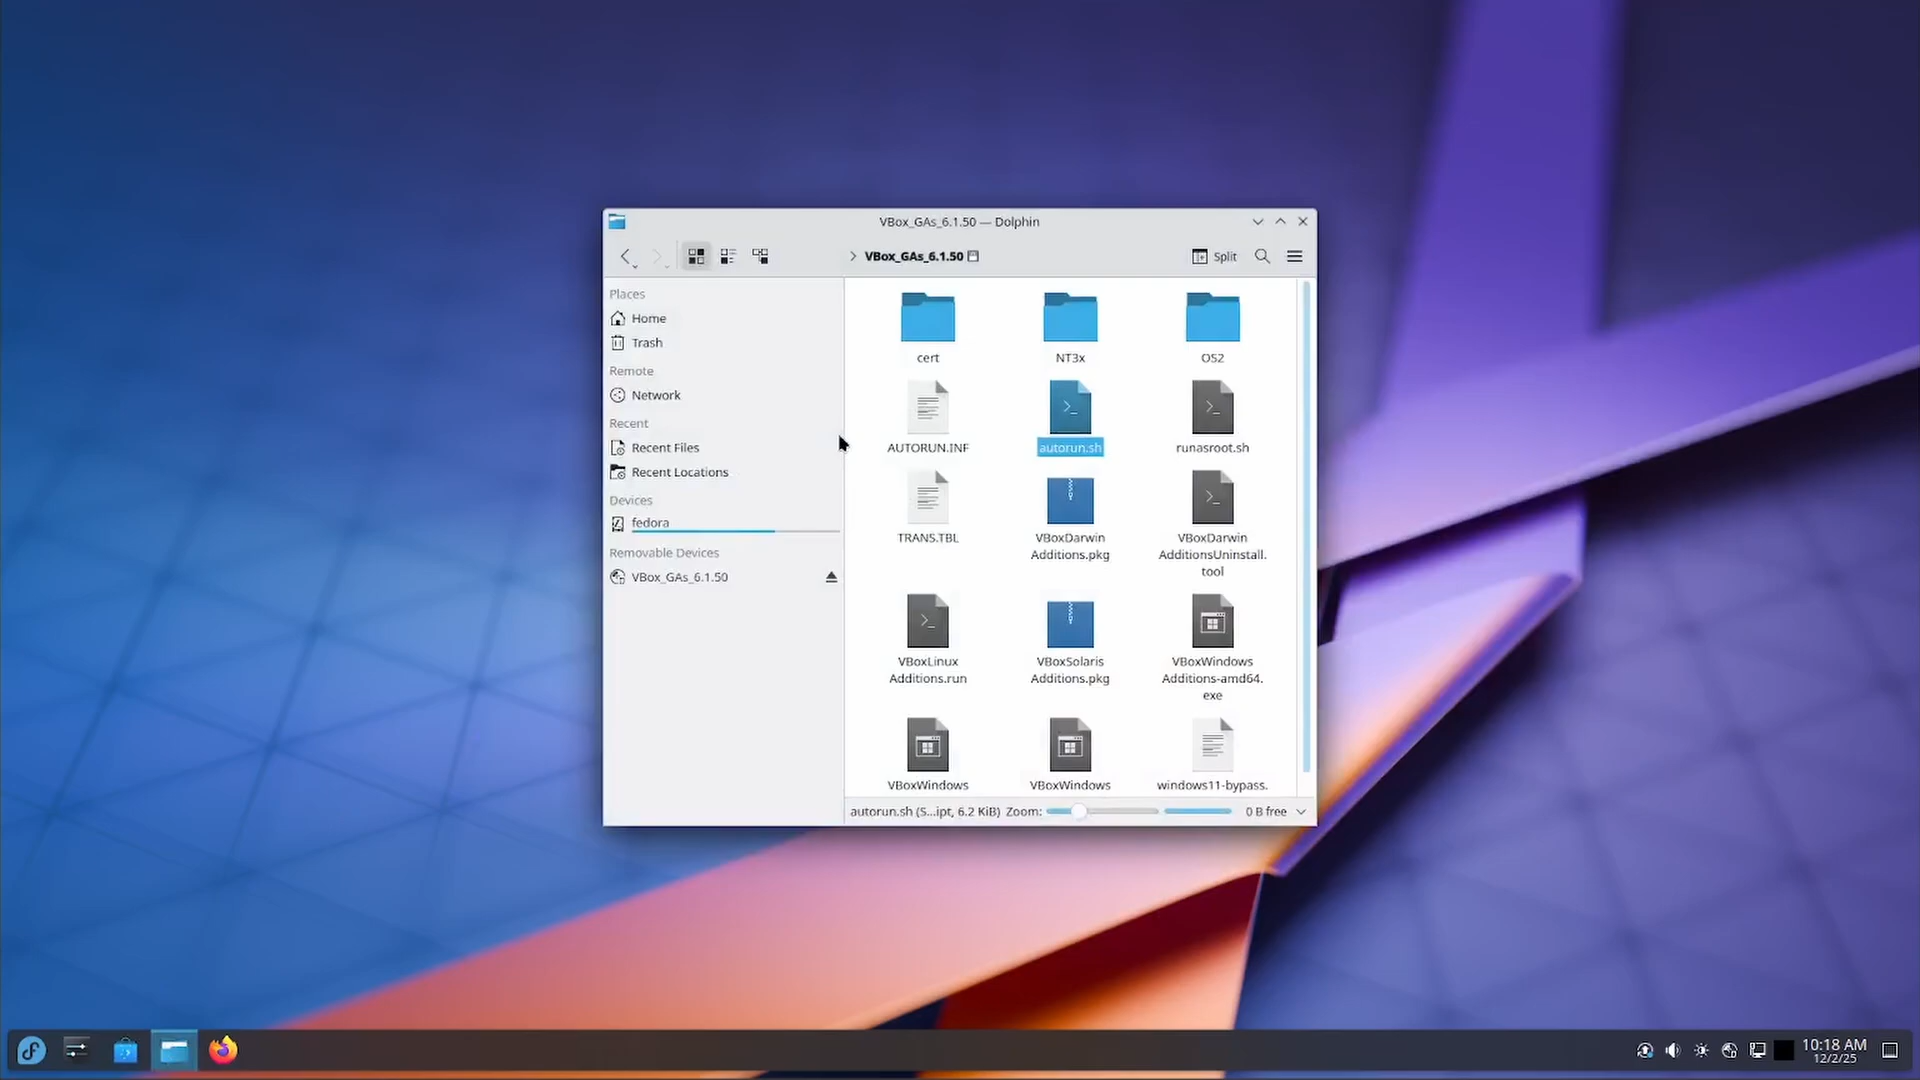 VBox_GAs_6.1.50 — Dolphin
VBox_GAs_6.1.50
Split
Places
Home
Trash
Remote
Network
Recent
Recent Files
Recent Locations
Devices
fedora
Removable Devices
VBox_GAs_6.1.50
cert
NT3x
OS2
AUTORUN.INF
autorun.sh
runasroot.sh
TRANS.TBL
VBoxDarwin
Additions.pkg
VBoxDarwin
AdditionsUninstall.
tool
VBoxLinux
Additions.run
VBoxSolaris
Additions.pkg
VBoxWindows
Additions-amd64.
exe
VBoxWindows
VBoxWindows
windows11-bypass.
autorun.sh (S...ipt, 6.2 KiB)
Zoom:
0 B free
10:18 AM
12/2/25